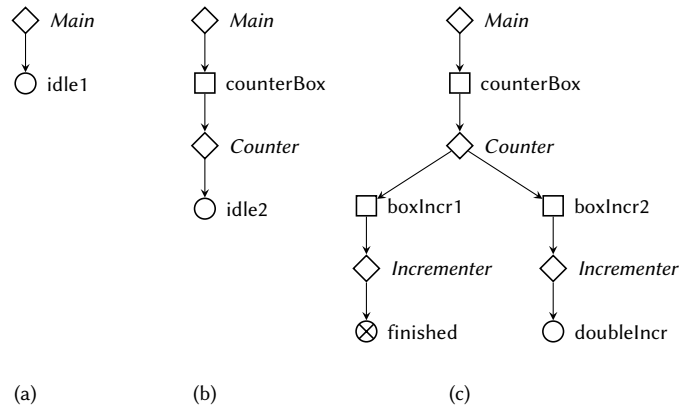 Main
idle1
(a)
Main
counterBox
Counter
idle2
(b)
Main
counterBox
Counter
boxIncr1
boxIncr2
Incrementer
Incrementer
finished
doubleIncr
(c)